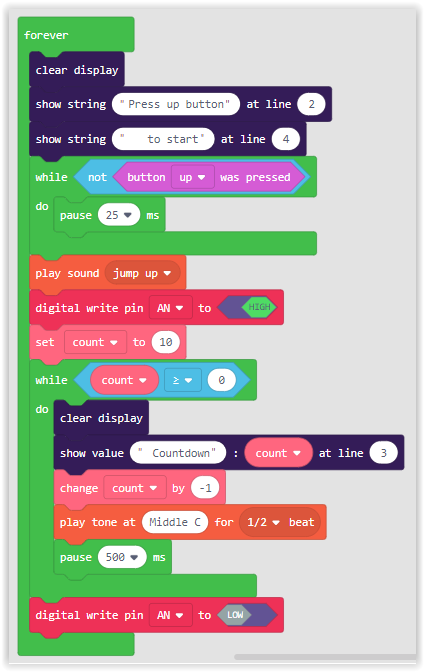 forever
clear display
show string "Press up button" at line 2
show string "   to start" at line 4
while not button up ▼ was pressed
do pause 25 ▼ ms
play sound jump up ▼
digital write pin AN ▼ to HIGH
set count ▼ to 10
while count ▼ ≥ ▼ 0
do clear display
show value " Countdown" : count ▼ at line 3
change count ▼ by -1
play tone at Middle C for 1/2 ▼ beat
pause 500 ▼ ms
digital write pin AN ▼ to LOW